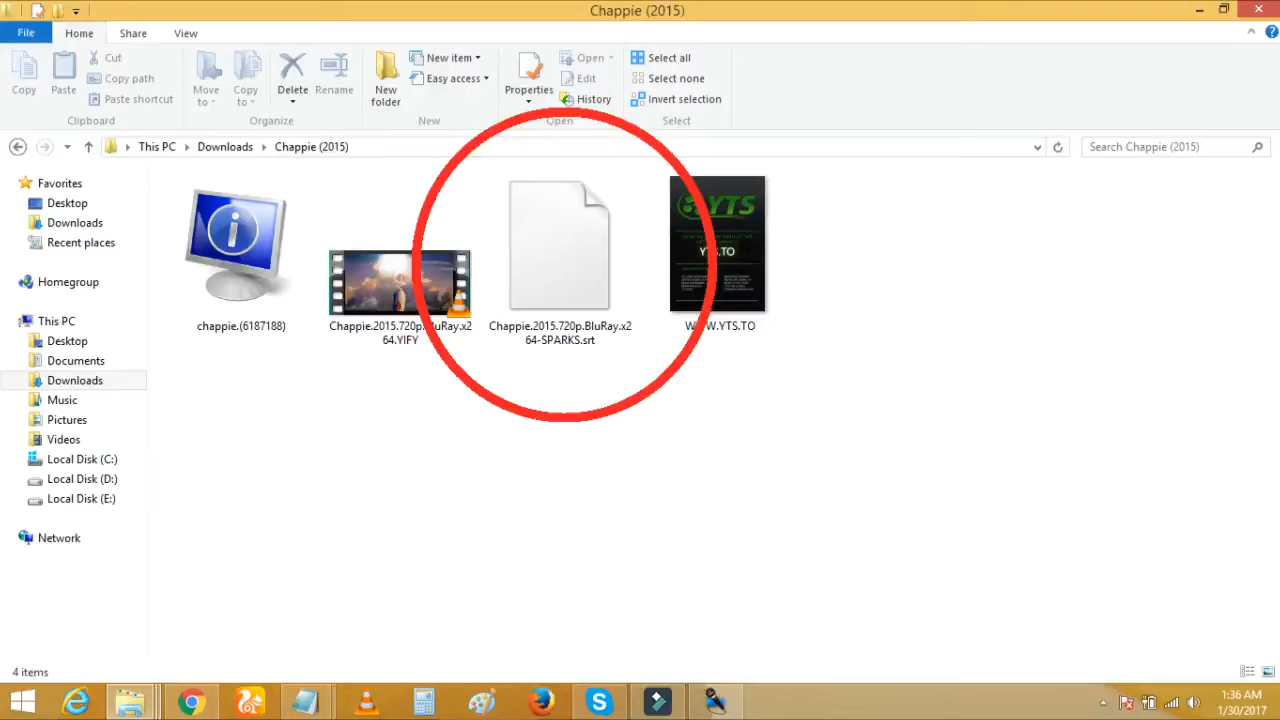 Chappie (2015)
File
Home
Share
View
Copy
Paste
Cut
Copy path
Paste shortcut
Clipboard
Move to
Copy to
Delete
Rename
Organize
New folder
New item
Easy access
New
Properties
Open
Edit
History
Open
Select all
Select none
Invert selection
Select
This PC
Downloads
Chappie (2015)
Search Chappie (2015)
Favorites
Desktop
Downloads
Recent places
Homegroup
This PC
Desktop
Documents
Downloads
Music
Pictures
Videos
Local Disk (C:)
Local Disk (D:)
Local Disk (E:)
Network
chappie.(6187188)
Chappie.2015.720p.BluRay.x2
64.YIFY
Chappie.2015.720p.BluRay.x2
64-SPARKS.srt
YTS
YTS.TO
WWW.YTS.TO
4 items
1:36 AM
1/30/2017